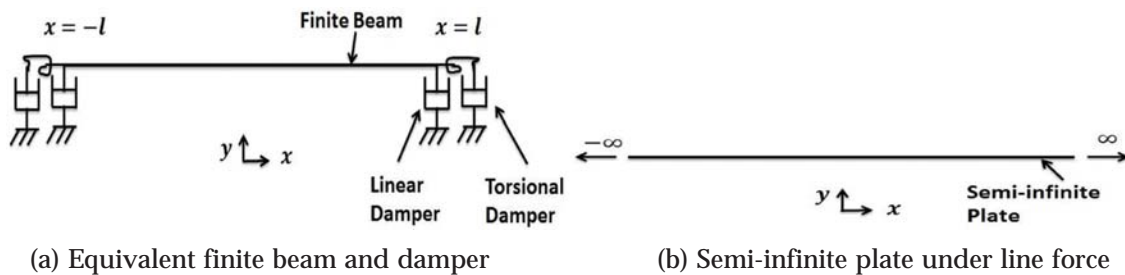 x = −l
Finite Beam
x = l
y
x
Linear
Damper
Torsional
Damper
−∞
∞
y
x
Semi-infinite
Plate
(a) Equivalent finite beam and damper
(b) Semi-infinite plate under line force